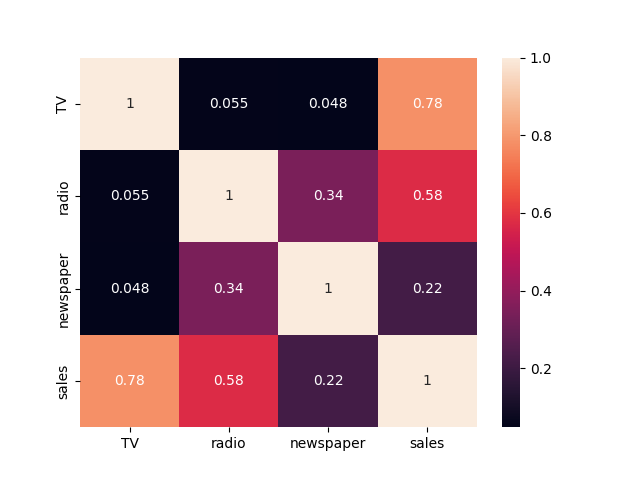 TV 1 0.055 0.048 0.78
radio 0.055 1 0.34 0.58
newspaper 0.048 0.34 1 0.22
sales 0.78 0.58 0.22 1
TV radio newspaper sales
1.0
0.8
0.6
0.4
0.2